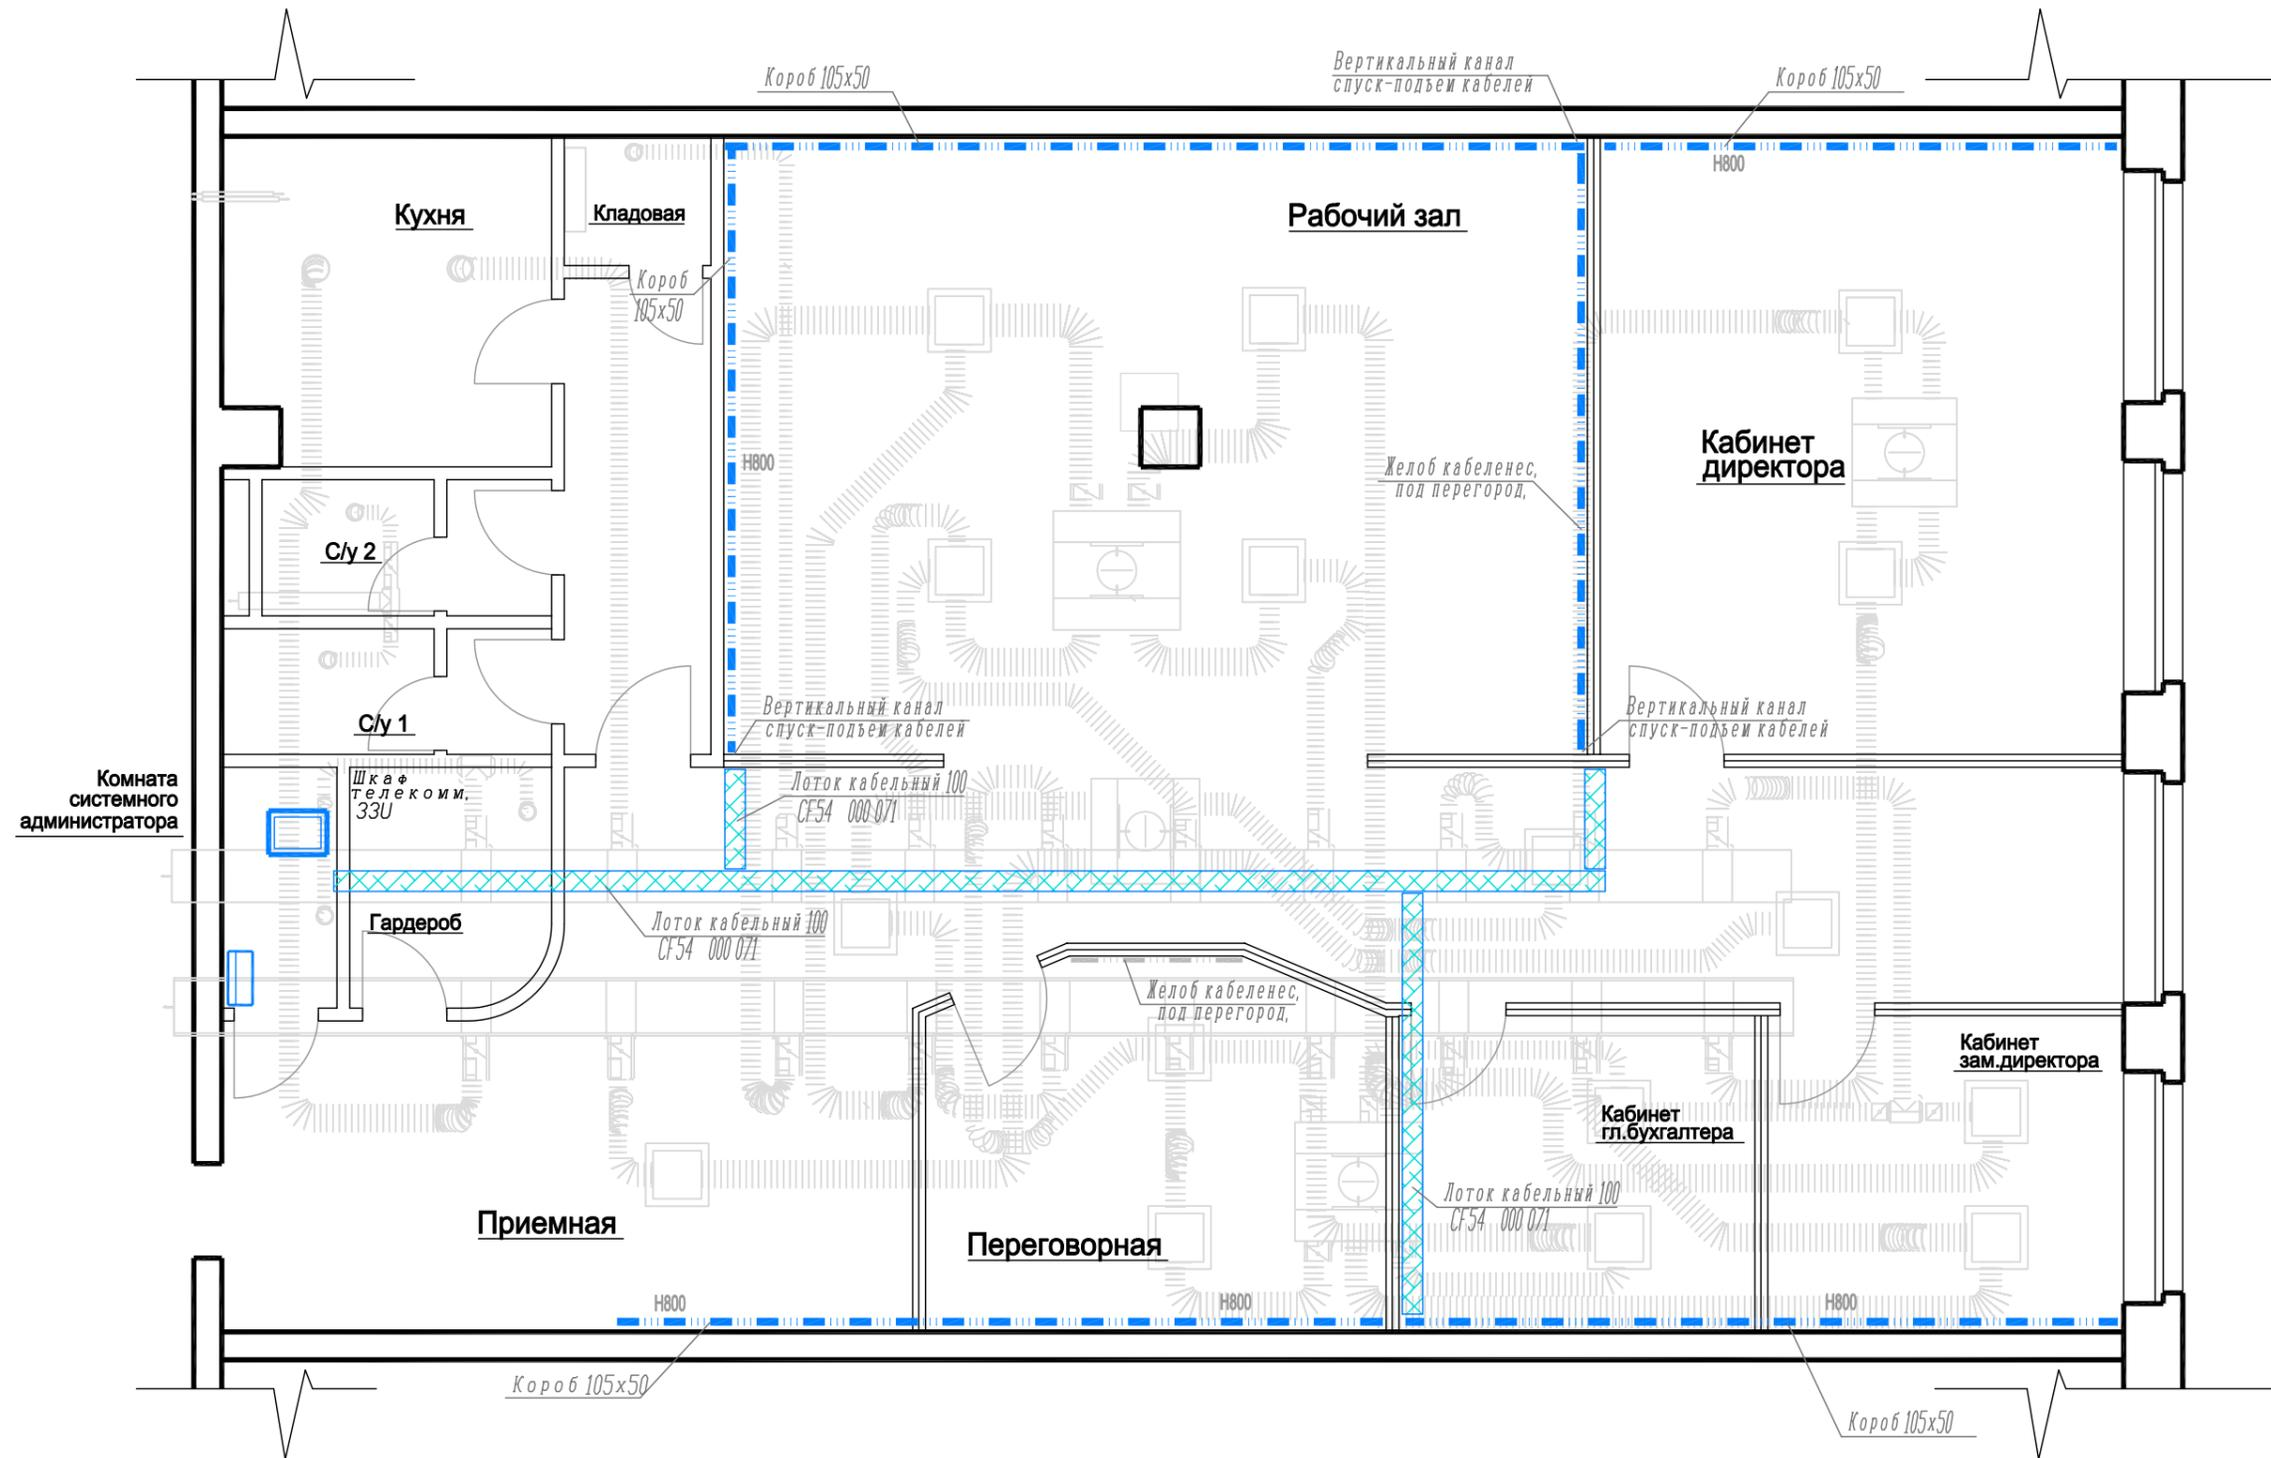 Короб 105х50
Вертикальный канал
спуск-подъем кабелей
Короб 105х50
Н800
Кухня
Кладовая
Рабочий зал
Короб
105х50
Кабинет
директора
Н800
Желоб кабеленес,
под перегород,
С/у 2
С/у 1
Вертикальный канал
спуск-подъем кабелей
Вертикальный канал
спуск-подъем кабелей
Комната
системного
администратора
Шкаф
телекомм,
33U
Лоток кабельный 100
CF54 000 071
Гардероб
Лоток кабельный 100
CF54 000 071
Желоб кабеленес,
под перегород,
Кабинет
зам.директора
Кабинет
гл.бухгалтера
Лоток кабельный 100
CF54 000 071
Приемная
Переговорная
Н800
Н800
Н800
Короб 105х50
Короб 105х50